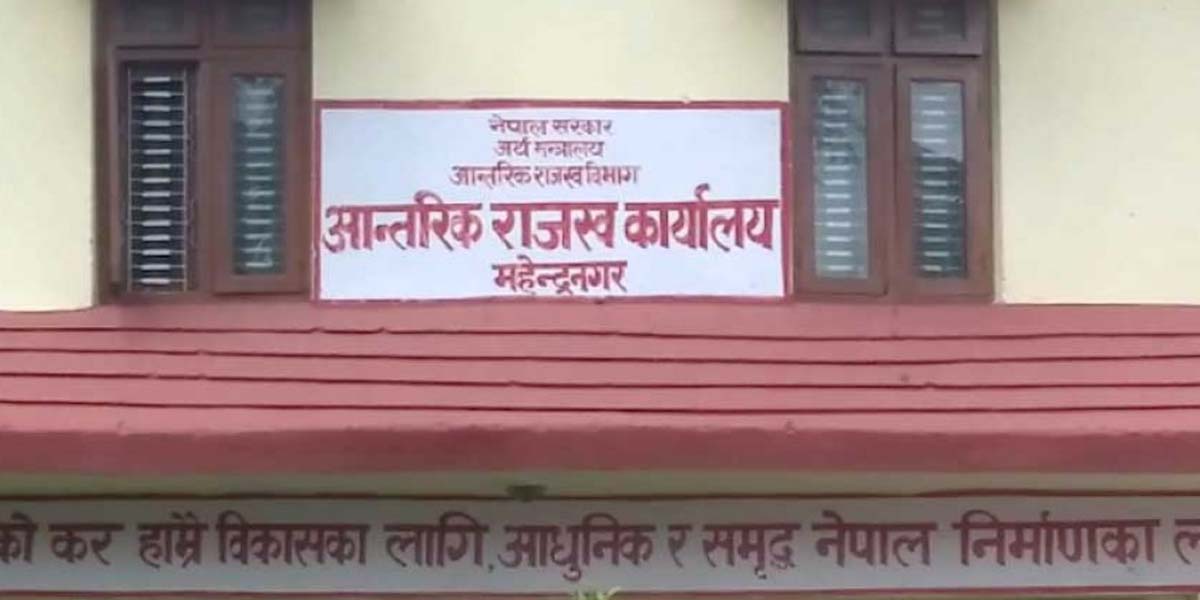 नेपाल सरकार
अर्थ मन्त्रालय
आन्तरिक राजस्व विभाग
आन्तरिक राजस्व कार्यालय
महेन्द्रनगर
को कर हाम्रै विकासका लागि, आधुनिक र समृद्ध नेपाल निर्माणका ल